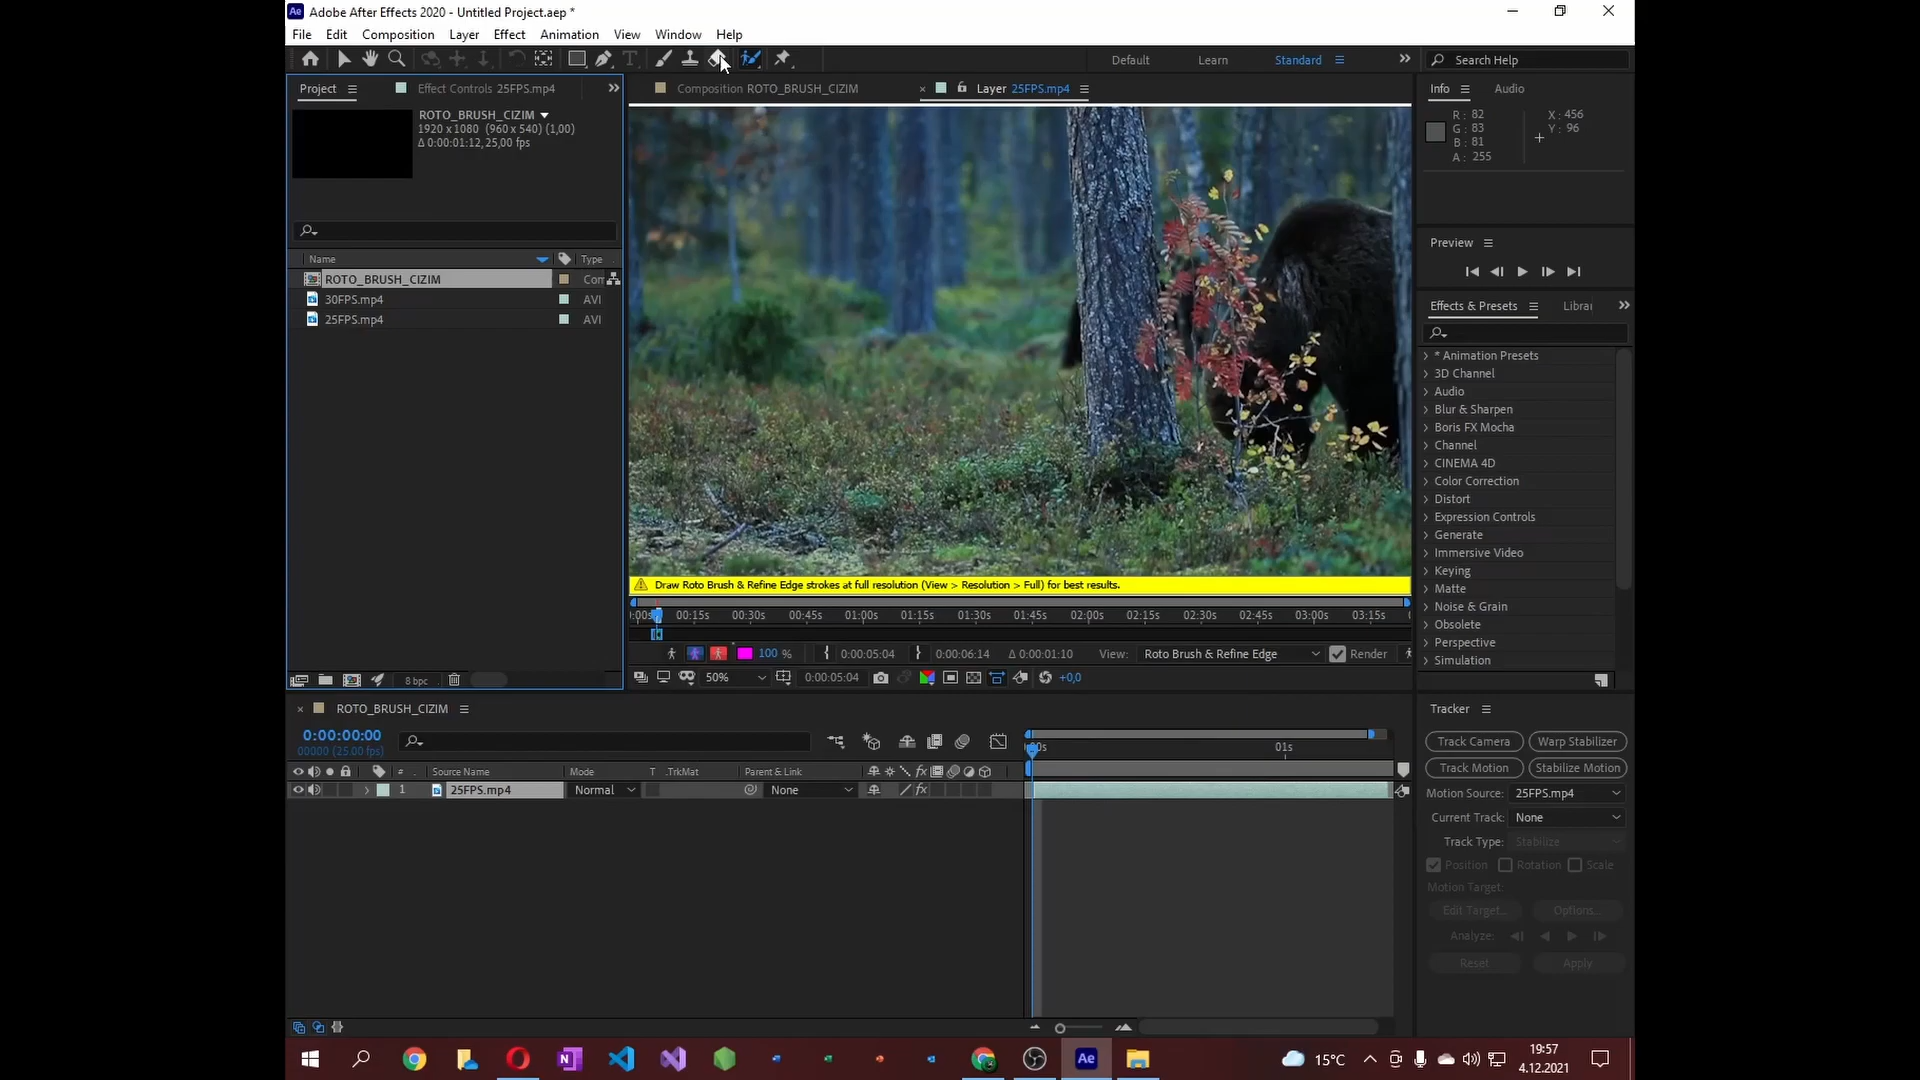 Adobe After Effects 2020 - Untitled Project.aep *
File Edit Composition Layer Effect Animation View Window Help
Default Learn Standard Search Help
Project Effect Controls 25FPS.mp4
Composition ROTO_BRUSH_CIZIM
Layer 25FPS.mp4
Info Audio
ROTO_BRUSH_CIZIM
1920 x 1080 (960 x 540) (1,00)
Δ 0:00:01:12, 25,00 fps
R: 82
G: 83
B: 81
A: 255
X: 456
Y: 96
Preview
Name Type
ROTO_BRUSH_CIZIM
30FPS.mp4 AVI
25FPS.mp4 AVI
Effects & Presets Librar
* Animation Presets
3D Channel
Audio
Blur & Sharpen
Boris FX Mocha
Channel
CINEMA 4D
Color Correction
Distort
Expression Controls
Generate
Immersive Video
Keying
Matte
Noise & Grain
Obsolete
Perspective
Simulation
Draw Roto Brush & Refine Edge strokes at full resolution (View > Resolution > Full) for best results.
00:15s 00:30s 00:45s 01:00s 01:15s 01:30s 01:45s 02:00s 02:15s 02:30s 02:45s 03:00s 03:15s
100 % 0:00:05:04 0:00:06:14 Δ 0:00:01:10 View: Roto Brush & Refine Edge Render
8 bpc
50% 0:00:05:04 +0,0
ROTO_BRUSH_CIZIM
0:00:00:00
00000 (25.00 fps)
01s
# Source Name Mode T .TrkMat Parent & Link
1 25FPS.mp4 Normal None
Tracker
Track Camera Warp Stabilizer
Track Motion Stabilize Motion
Motion Source: 25FPS.mp4
Current Track: None
Track Type: Stabilize
Position Rotation Scale
Motion Target:
Edit Target... Options...
Analyze:
Reset Apply
15°C
19:57
4.12.2021